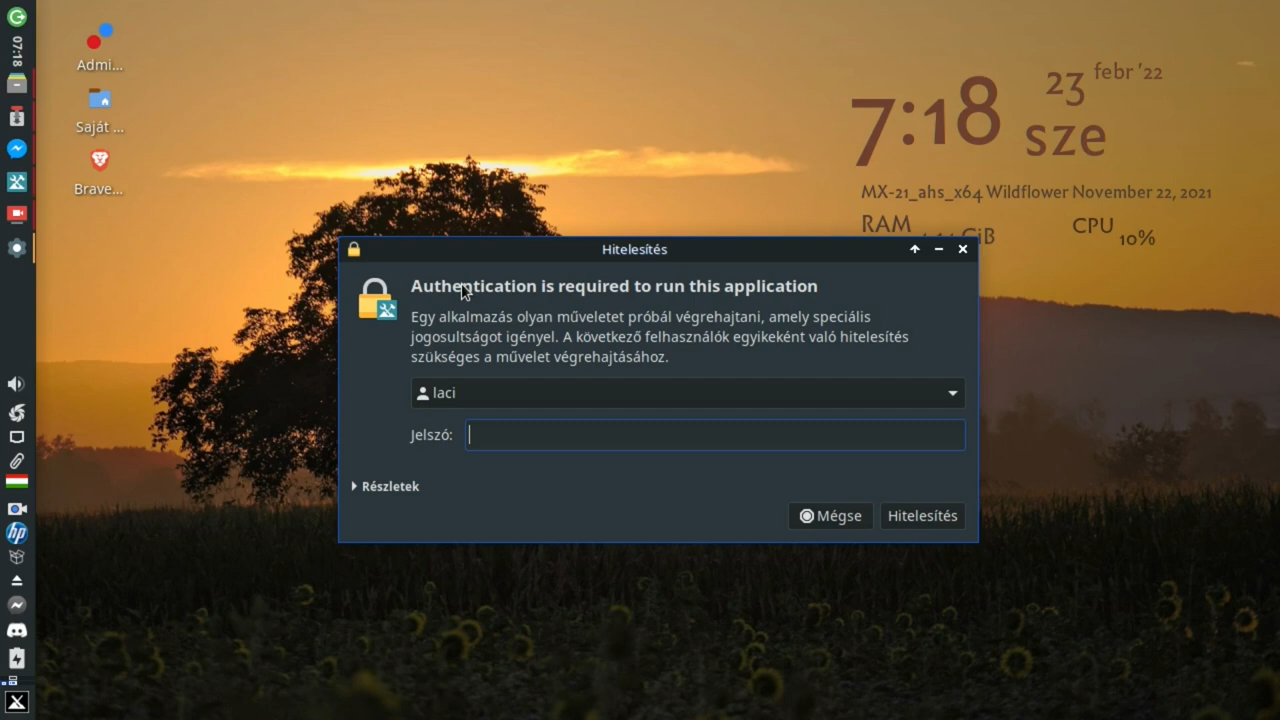 07:18
Admi...
Saját ...
Brave...
7:18
23
febr '22
sze
MX-21_ahs_x64 Wildflower November 22, 2021
RAM
GiB
CPU
10%
Hitelesítés
Authentication is required to run this application
Egy alkalmazás olyan műveletet próbál végrehajtani, amely speciális
jogosultságot igényel. A következő felhasználók egyikeként való hitelesítés
szükséges a művelet végrehajtásához.
laci
Jelszó:
Részletek
Mégse
Hitelesítés
hp